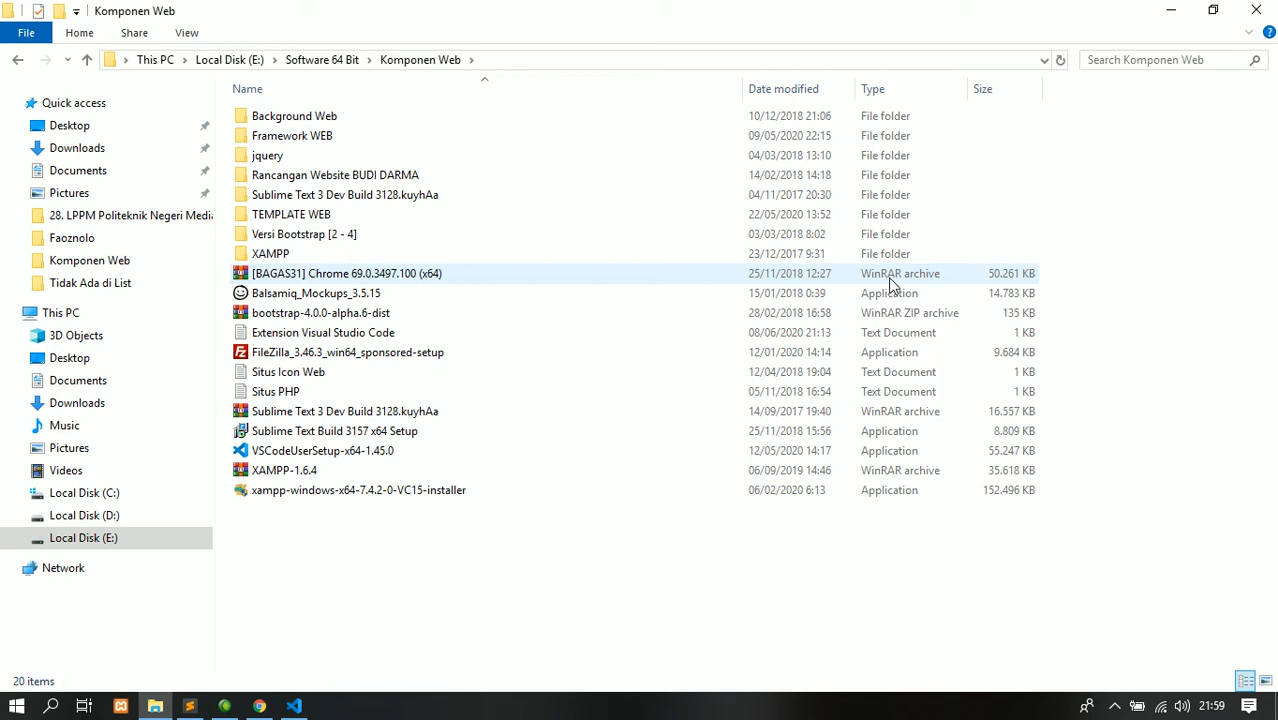 Komponen Web
File Home Share View
This PC Local Disk (E:) Software 64 Bit Komponen Web Search Komponen Web
Name Date modified Type Size
Quick access
Desktop
Downloads
Documents
Pictures
28. LPPM Politeknik Negeri Media
Faoznolo
Komponen Web
Tidak Ada di List
This PC
3D Objects
Desktop
Documents
Downloads
Music
Pictures
Videos
Local Disk (C:)
Local Disk (D:)
Local Disk (E:)
Network
Background Web 10/12/2018 21:06 File folder
Framework WEB 09/05/2020 22:15 File folder
jquery 04/03/2018 13:10 File folder
Rancangan Website BUDI DARMA 14/02/2018 14:18 File folder
Sublime Text 3 Dev Build 3128.kuyhAa 04/11/2017 20:30 File folder
TEMPLATE WEB 22/05/2020 13:52 File folder
Versi Bootstrap [2 - 4] 03/03/2018 8:02 File folder
XAMPP 23/12/2017 9:31 File folder
[BAGAS31] Chrome 69.0.3497.100 (x64) 25/11/2018 12:27 WinRAR archive 50.261 KB
Balsamiq_Mockups_3.5.15 15/01/2018 0:39 Application 14.783 KB
bootstrap-4.0.0-alpha.6-dist 28/02/2018 16:58 WinRAR ZIP archive 135 KB
Extension Visual Studio Code 08/06/2020 21:13 Text Document 1 KB
FileZilla_3.46.3_win64_sponsored-setup 12/01/2020 14:14 Application 9.684 KB
Situs Icon Web 12/04/2018 19:04 Text Document 1 KB
Situs PHP 05/11/2018 16:54 Text Document 1 KB
Sublime Text 3 Dev Build 3128.kuyhAa 14/09/2017 19:40 WinRAR archive 16.557 KB
Sublime Text Build 3157 x64 Setup 25/11/2018 15:56 Application 8.809 KB
VSCodeUserSetup-x64-1.45.0 12/05/2020 14:17 Application 55.247 KB
XAMPP-1.6.4 06/09/2019 14:46 WinRAR archive 35.618 KB
xampp-windows-x64-7.4.2-0-VC15-installer 06/02/2020 6:13 Application 152.496 KB
20 items
21:59